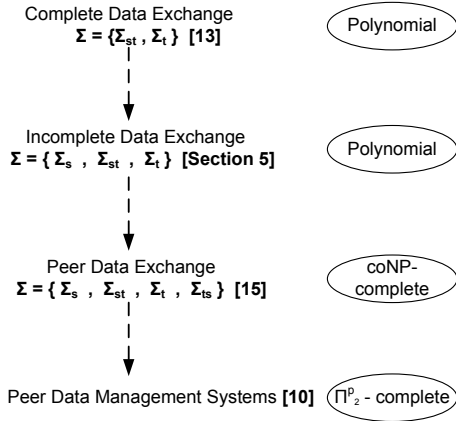 Complete Data Exchange
Σ = {Σst , Σt } [13]
Polynomial
Incomplete Data Exchange
Σ = { Σs , Σst , Σt } [Section 5]
Polynomial
Peer Data Exchange
Σ = { Σs , Σst , Σt , Σts } [15]
coNP-
complete
Peer Data Management Systems [10]
Πp2 - complete